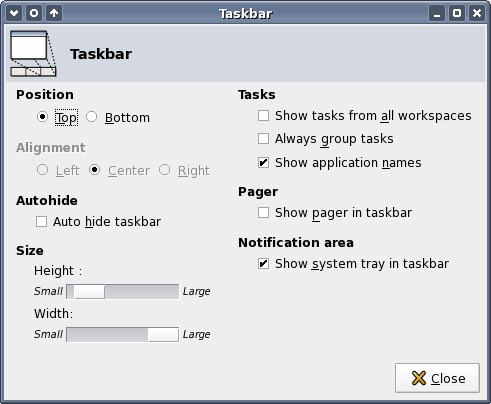 Taskbar
Taskbar
Position
Top Bottom
Alignment
Left Center Right
Autohide
Auto hide taskbar
Size
Height :
Small Large
Width:
Small Large
Tasks
Show tasks from all workspaces
Always group tasks
Show application names
Pager
Show pager in taskbar
Notification area
Show system tray in taskbar
Close